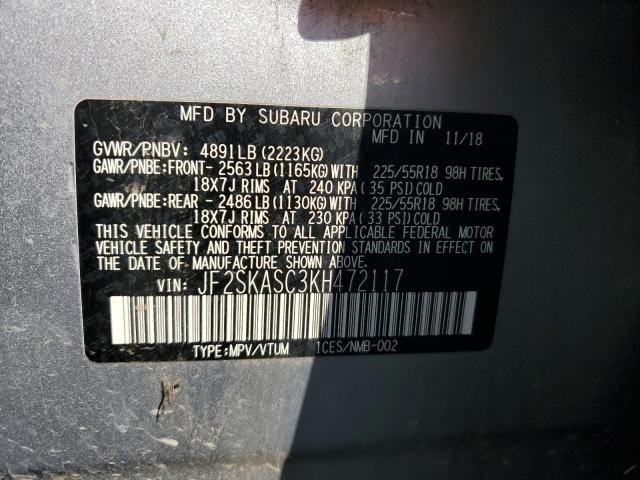 MFD BY SUBARU CORPORATION
MFD IN 11/18
GVWR/PNBV: 4891LB(2223KG)
GAWR/PNBE:FRONT- 2563LB(1165KG)WITH 225/55R18 98H TIRES,
18X7J RIMS AT 240 KPA(35 PSI)COLD
GAWR/PNBE:REAR - 2486LB(1130KG)WITH 225/55R18 98H TIRES,
18X7J RIMS AT 230 KPA(33 PSI)COLD
THIS VEHICLE CONFORMS TO ALL APPLICABLE FEDERAL MOTOR
VEHICLE SAFETY AND THEFT PREVENTION STANDARDS IN EFFECT ON
THE DATE OF MANUFACTURE SHOWN ABOVE.
VIN: JF2SKASC3KH472117
TYPE:MPV/VTUM ICES/NMB-002